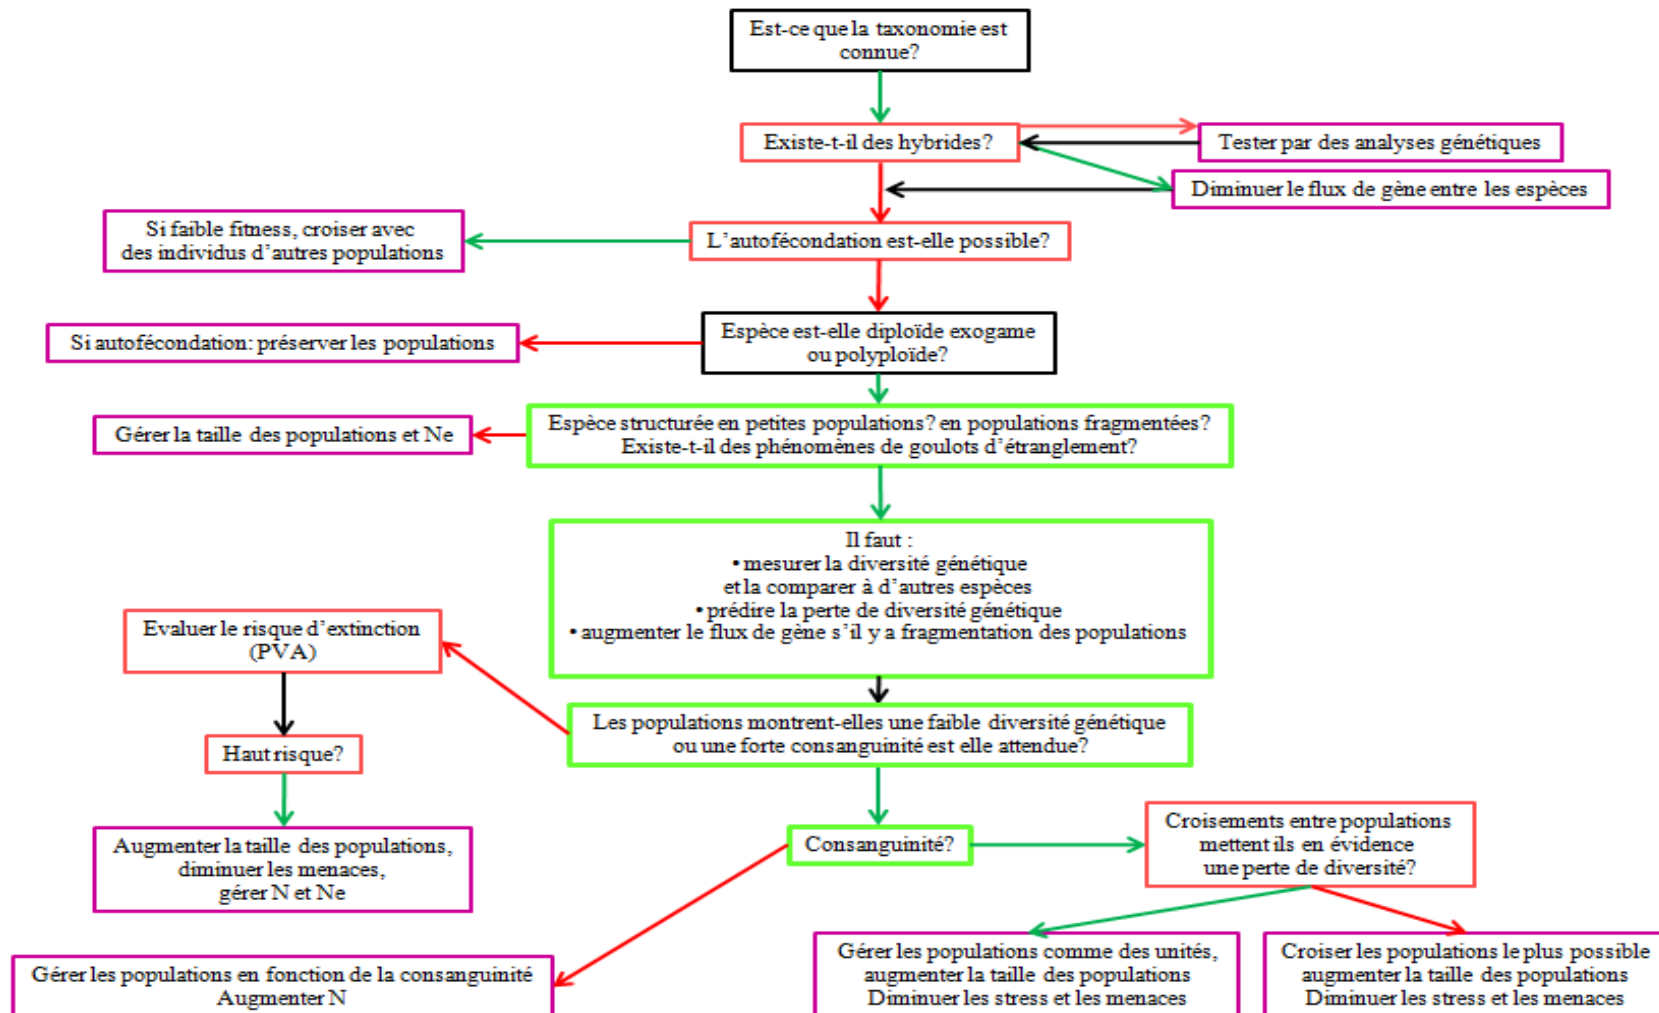 Est-ce que la taxonomie est
connue?
Existe-t-il des hybrides?
Tester par des analyses génétiques
Diminuer le flux de gène entre les espèces
Si faible fitness, croiser avec
des individus d'autres populations
L'autofécondation est-elle possible?
Si autofécondation: préserver les populations
Espèce est-elle diploïde exogame
ou polyploïde?
Gérer la taille des populations et Ne
Espèce structurée en petites populations? en populations fragmentées?
Existe-t-il des phénomènes de goulots d'étranglement?
Il faut :
• mesurer la diversité génétique
et la comparer à d'autres espèces
• prédire la perte de diversité génétique
• augmenter le flux de gène s'il y a fragmentation des populations
Evaluer le risque d'extinction
(PVA)
Les populations montrent-elles une faible diversité génétique
ou une forte consanguinité est elle attendue?
Haut risque?
Augmenter la taille des populations,
diminuer les menaces,
gérer N et Ne
Consanguinité?
Croisements entre populations
mettent ils en évidence
une perte de diversité?
Gérer les populations en fonction de la consanguinité
Augmenter N
Gérer les populations comme des unités,
augmenter la taille des populations
Diminuer les stress et les menaces
Croiser les populations le plus possible
augmenter la taille des populations
Diminuer les stress et les menaces